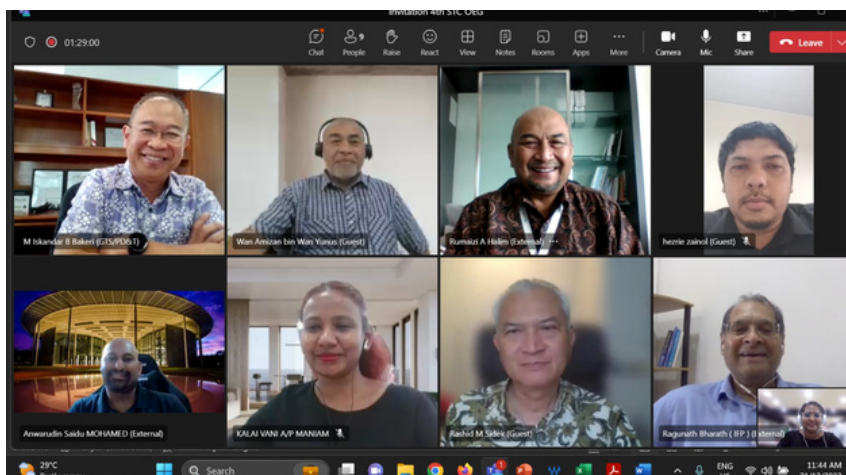 Invitation 4th STC OEG
01:29:00
Chat
9
People
Raise
React
View
Notes
Rooms
Apps
More
Camera
Mic
Share
Leave
M Iskandar B Bakeri (GTS/PD&T)
Wan Amizan bin Wan Yunus (Guest)
Rumaizi A Halim (External)
hezrie zainol (Guest)
Anwarudin Saidu MOHAMED (External)
KALAI VANI A/P MANIAM
Rashid M Sidek (Guest)
Ragunath Bharath ( IFP )
29°C
Search
ENG
11:44 AM